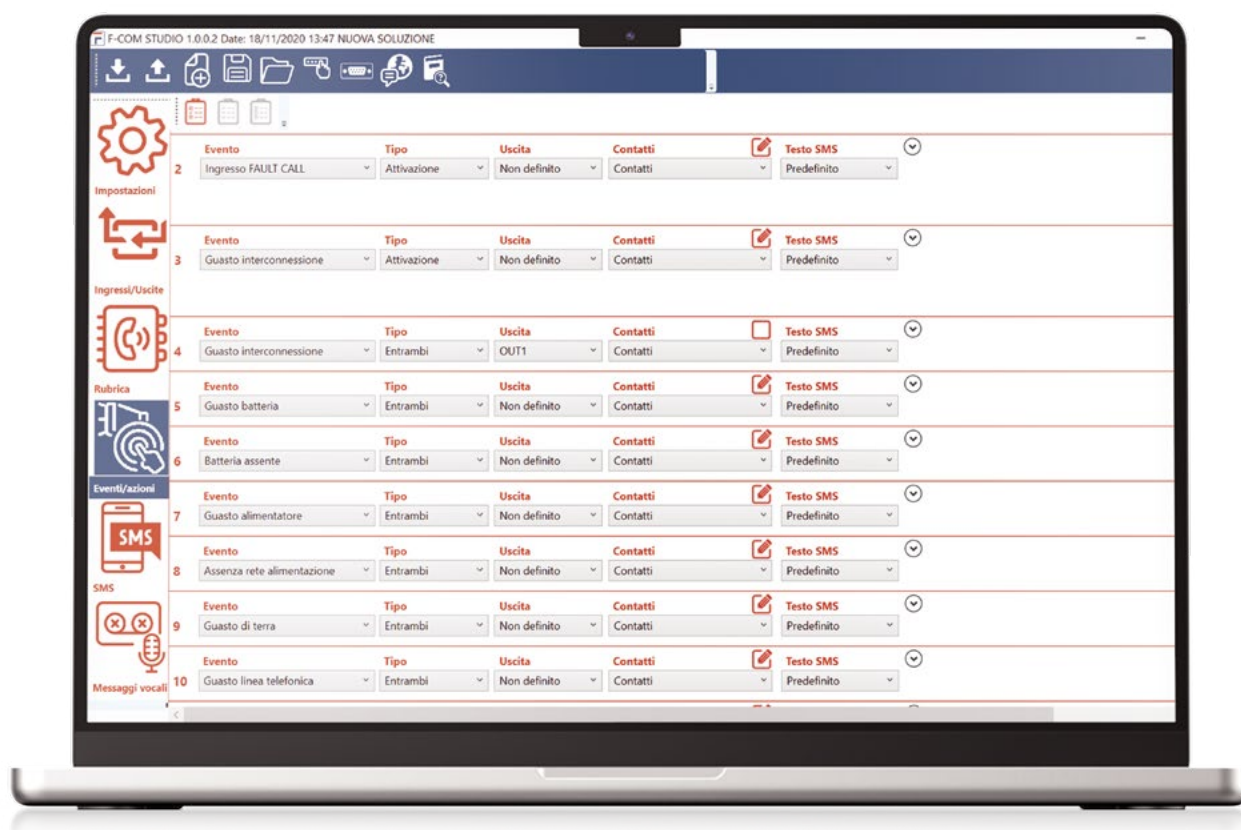 F-COM STUDIO 1.0.0.2 Date: 18/11/2020 13:47 NUOVA SOLUZIONE
Impostazioni
Ingressi/Uscite
Rubrica
Eventi/azioni
SMS
SMS
Messaggi vocali
Evento Tipo Uscita Contatti Testo SMS
2 Ingresso FAULT CALL Attivazione Non definito Contatti Predefinito
Evento Tipo Uscita Contatti Testo SMS
3 Guasto interconnessione Attivazione Non definito Contatti Predefinito
Evento Tipo Uscita Contatti Testo SMS
4 Guasto interconnessione Entrambi OUT1 Contatti Predefinito
Evento Tipo Uscita Contatti Testo SMS
5 Guasto batteria Entrambi Non definito Contatti Predefinito
Evento Tipo Uscita Contatti Testo SMS
6 Batteria assente Entrambi Non definito Contatti Predefinito
Evento Tipo Uscita Contatti Testo SMS
7 Guasto alimentatore Entrambi Non definito Contatti Predefinito
Evento Tipo Uscita Contatti Testo SMS
8 Assenza rete alimentazione Entrambi Non definito Contatti Predefinito
Evento Tipo Uscita Contatti Testo SMS
9 Guasto di terra Entrambi Non definito Contatti Predefinito
Evento Tipo Uscita Contatti Testo SMS
10 Guasto linea telefonica Entrambi Non definito Contatti Predefinito